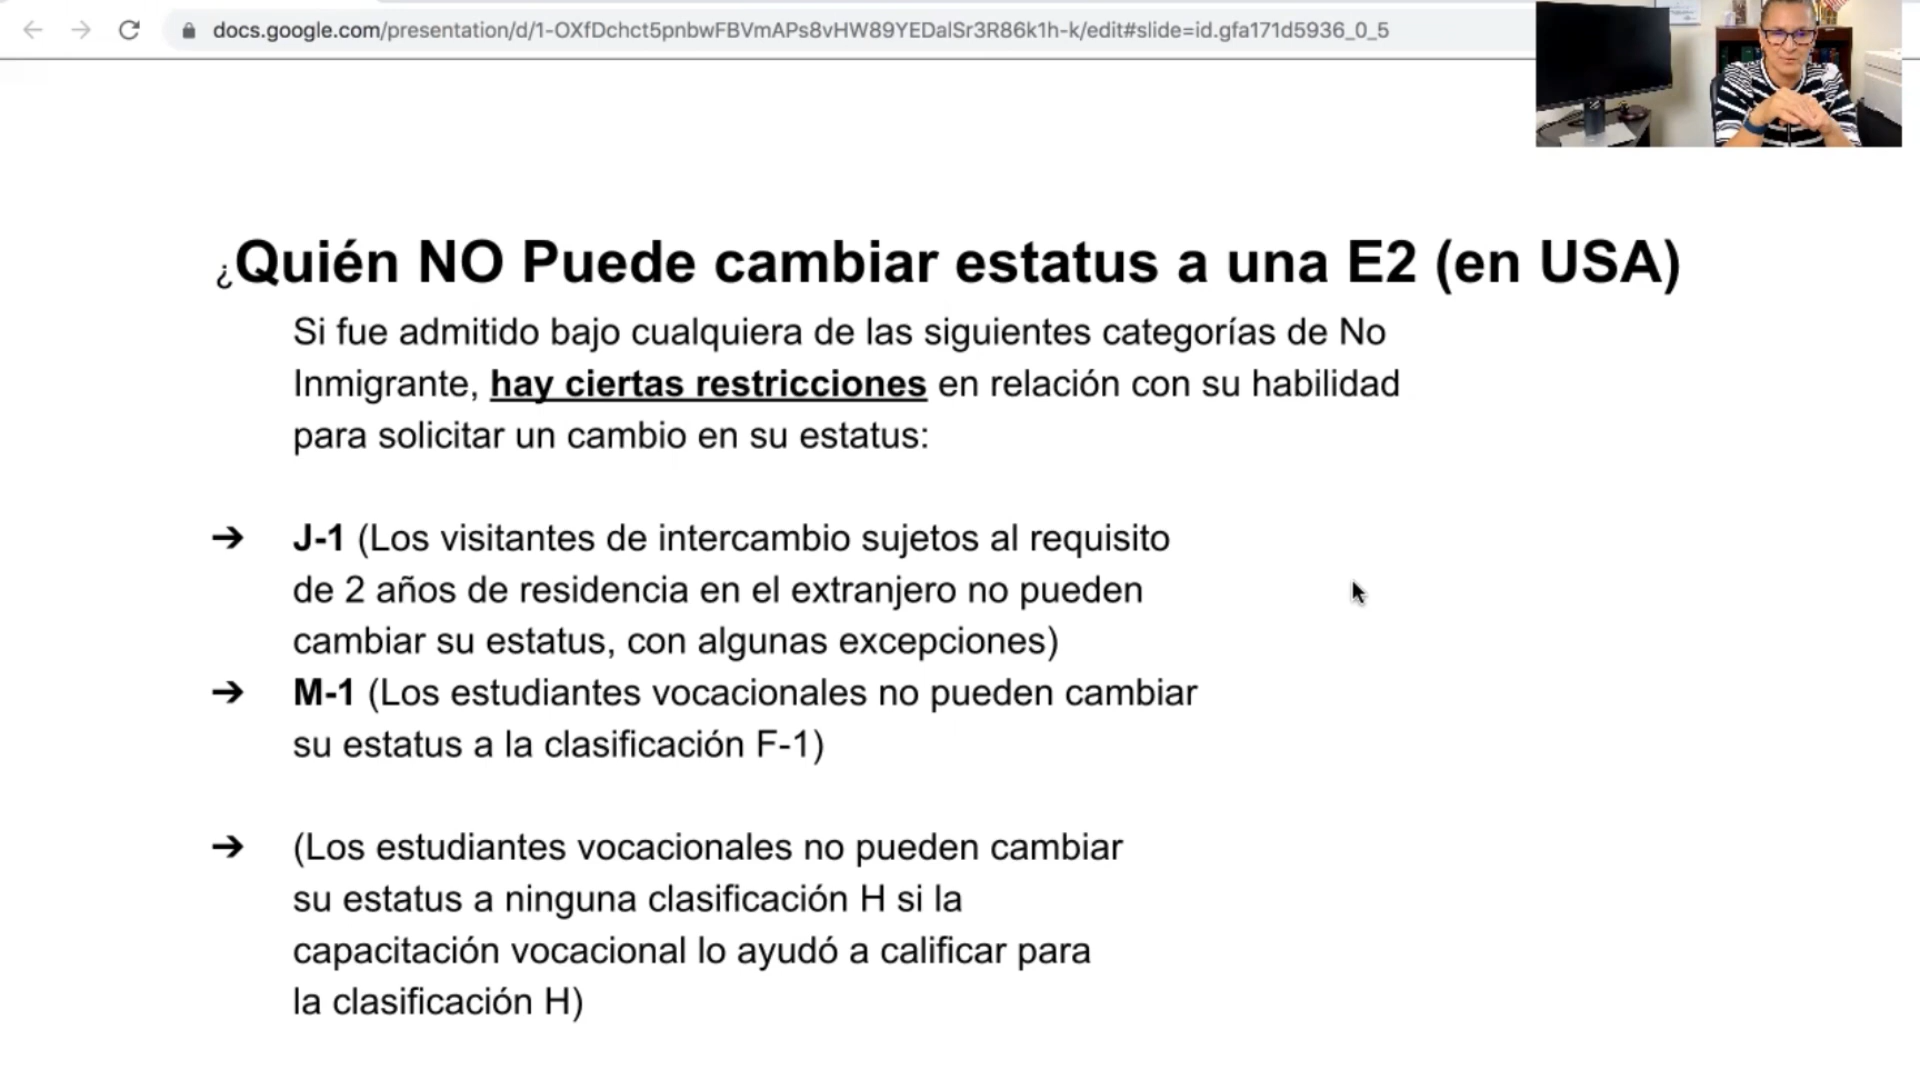 docs.google.com/presentation/d/1-OXfDchct5pnbwFBVmAPs8vHW89YEDalSr3R86k1h-k/edit#slide=id.gfa171d5936_0_5
¿Quién NO Puede cambiar estatus a una E2 (en USA)
Si fue admitido bajo cualquiera de las siguientes categorías de No
Inmigrante, hay ciertas restricciones en relación con su habilidad
para solicitar un cambio en su estatus:
➔ J-1 (Los visitantes de intercambio sujetos al requisito
de 2 años de residencia en el extranjero no pueden
cambiar su estatus, con algunas excepciones)
➔ M-1 (Los estudiantes vocacionales no pueden cambiar
su estatus a la clasificación F-1)
➔ (Los estudiantes vocacionales no pueden cambiar
su estatus a ninguna clasificación H si la
capacitación vocacional lo ayudó a calificar para
la clasificación H)